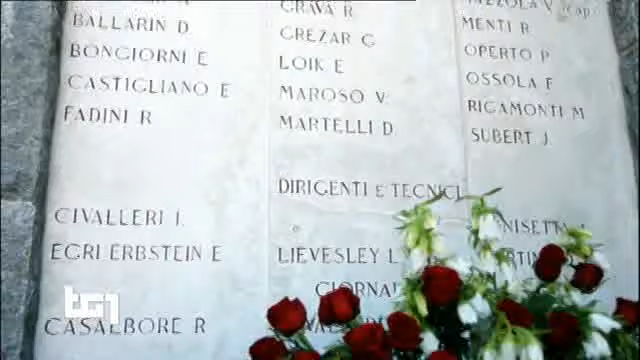 GRAVA R
BALLARIN D
GREZAR G
MENTI R
BONGIORNI E
LOIK E
OPERTO P
CASTIGLIANO E
MAROSO V
OSSOLA F
FADINI R
MARTELLI D
RIGAMONTI M
SUBERT J
DIRIGENTI E TECNICI
CIVALLERI I
EGRI ERBSTEIN E
LIEVESLEY L
tg1
CASALBORE R